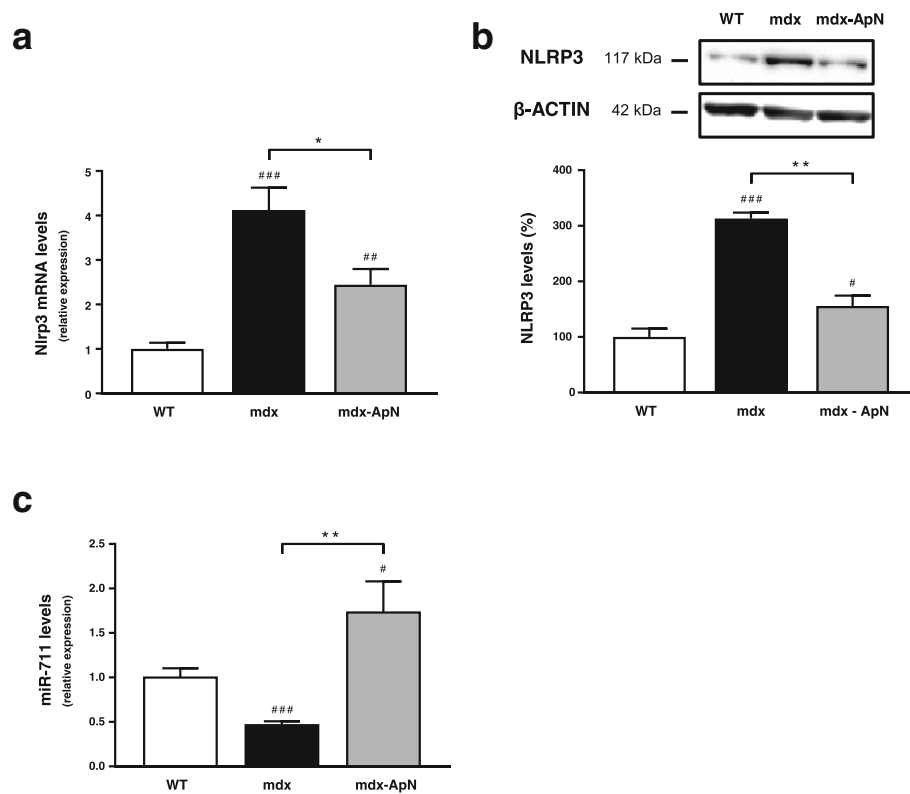 a
Nlrp3 mRNA levels
(relative expression)
5
4
3
2
1
0
*
###
##
WT mdx mdx-ApN
b
WT mdx mdx-ApN
NLRP3 117 kDa
β-ACTIN 42 kDa
NLRP3 levels (%)
400
300
200
100
0
**
###
#
WT mdx mdx - ApN
c
miR-711 levels
(relative expression)
2.5
2.0
1.5
1.0
0.5
0.0
**
###
#
WT mdx mdx-ApN